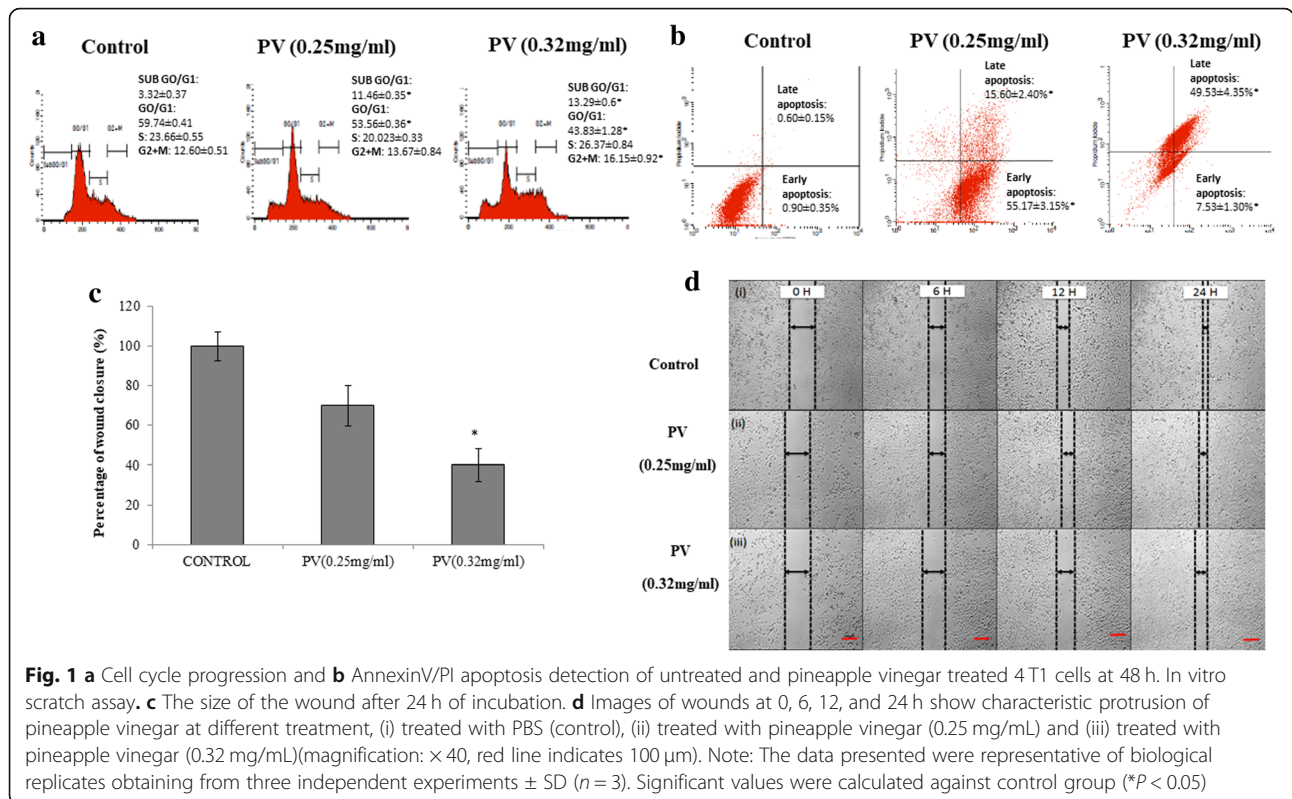 a
Control
PV (0.25mg/ml)
PV (0.32mg/ml)
SUB GO/G1:
3.32±0.37
GO/G1:
59.74±0.41
S: 23.66±0.55
G2+M: 12.60±0.51
SUB GO/G1:
11.46±0.35*
GO/G1:
53.56±0.36*
S: 20.023±0.33
G2+M: 13.67±0.84
SUB GO/G1:
13.29±0.6*
GO/G1:
43.83±1.28*
S: 26.37±0.84
G2+M: 16.15±0.92*
b
Control
PV (0.25mg/ml)
PV (0.32mg/ml)
Late
apoptosis:
0.60±0.15%
Early
apoptosis:
0.90±0.35%
Late
apoptosis:
15.60±2.40%*
Early
apoptosis:
55.17±3.15%*
Late
apoptosis:
49.53±4.35%*
Early
apoptosis:
7.53±1.30%*
Propidium Iodide
c
Percentage of wound closure (%)
120
100
80
60
40
20
0
*
CONTROL
PV(0.25mg/ml)
PV(0.32mg/ml)
d
0 H
6 H
12 H
24 H
(i)
Control
(ii)
PV
(0.25mg/ml)
(iii)
PV
(0.32mg/ml)
Fig. 1 a Cell cycle progression and b AnnexinV/PI apoptosis detection of untreated and pineapple vinegar treated 4 T1 cells at 48 h. In vitro
scratch assay. c The size of the wound after 24 h of incubation. d Images of wounds at 0, 6, 12, and 24 h show characteristic protrusion of
pineapple vinegar at different treatment, (i) treated with PBS (control), (ii) treated with pineapple vinegar (0.25 mg/mL) and (iii) treated with
pineapple vinegar (0.32 mg/mL)(magnification: × 40, red line indicates 100 μm). Note: The data presented were representative of biological
replicates obtaining from three independent experiments ± SD (n = 3). Significant values were calculated against control group (*P < 0.05)